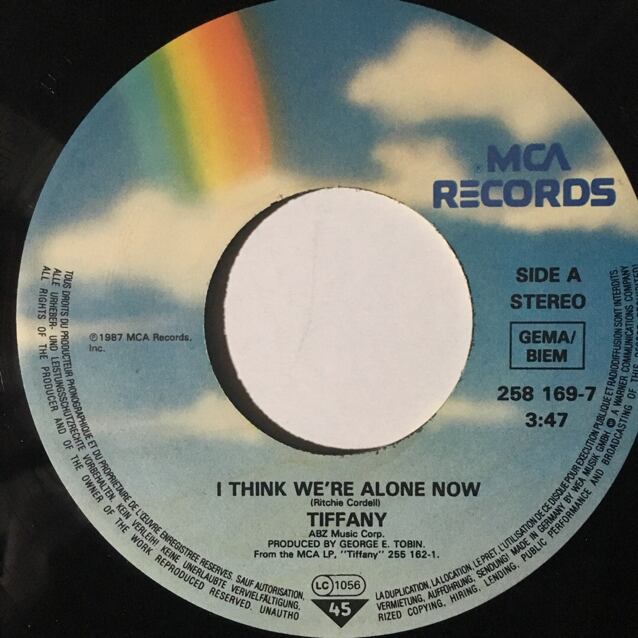 MCA
RECORDS
SIDE A
STEREO
GEMA/
BIEM
℗1987 MCA Records,
Inc.
258 169-7
3:47
I THINK WE'RE ALONE NOW
(Ritchie Cordell)
TIFFANY
ABZ Music Corp.
PRODUCED BY GEORGE E. TOBIN.
From the MCA LP, "Tiffany" 255 162-1.
LC 1056
45
TOUS DROITS DU PRODUCTEUR PHONOGRAPHIQUE ET DU PROPRIETAIRE DE L'ŒUVRE ENREGISTREE RESERVES. SAUF AUTORISATION,
LA DUPLICATION, LA LOCATION, LE PRET, L'UTILISATION DE CE DISQUE POUR EXECUTION PUBLIQUE ET RADIODIFFUSION SONT INTERDITS.
ALLE URHEBER- UND LEISTUNGSSCHUTZRECHTE VORBEHALTEN. KEIN VERLEIH! KEINE UNERLAUBTE VERVIELFÄLTIGUNG,
VERMIETUNG, AUFFÜHRUNG, SENDUNG! MADE IN GERMANY BY WEA MUSIK GMBH A WARNER COMMUNICATIONS COMPANY
ALL RIGHTS OF THE PRODUCER AND OF THE OWNER OF THE WORK REPRODUCED RESERVED. UNAUTHO
RIZED COPYING, HIRING, LENDING, PUBLIC PERFORMANCE AND BROADCASTING OF THIS